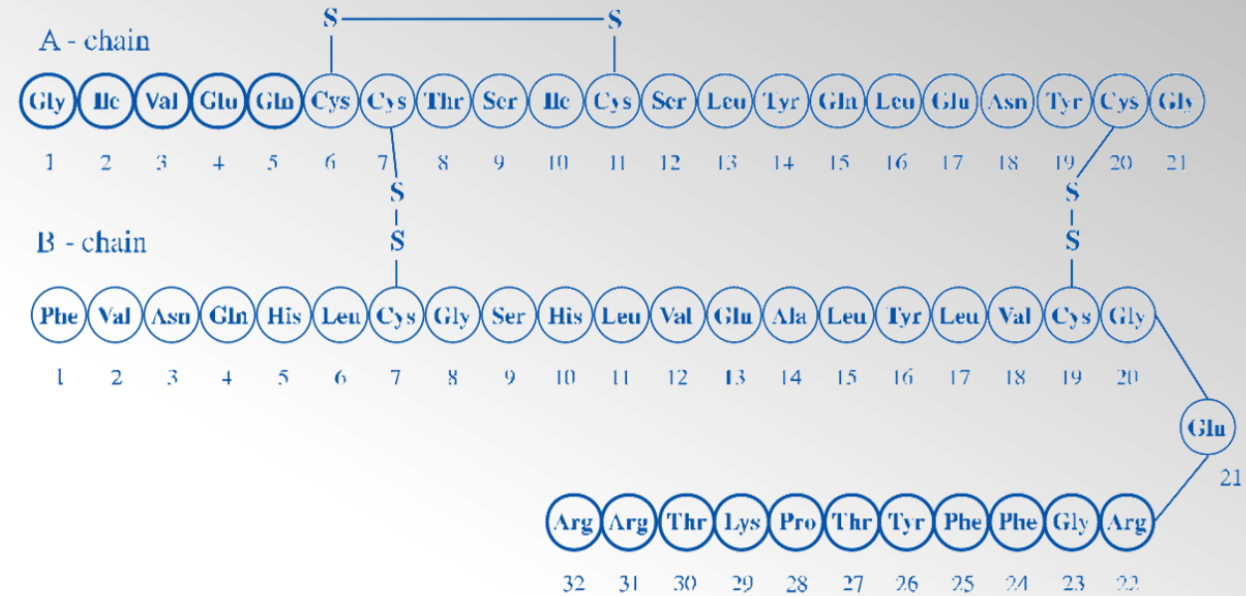 S S
A - chain
Gly Ile Val Glu Gln Cys Cys Thr Ser Ile Cys Ser Leu Tyr Gln Leu Glu Asn Tyr Cys Gly
1 2 3 4 5 6 7 8 9 10 11 12 13 14 15 16 17 18 19 20 21
S S
S S
B - chain
Phe Val Asn Gln His Leu Cys Gly Ser His Leu Val Glu Ala Leu Tyr Leu Val Cys Gly
1 2 3 4 5 6 7 8 9 10 11 12 13 14 15 16 17 18 19 20
Glu
21
Arg Arg Thr Lys Pro Thr Tyr Phe Phe Gly Arg
32 31 30 29 28 27 26 25 24 23 22